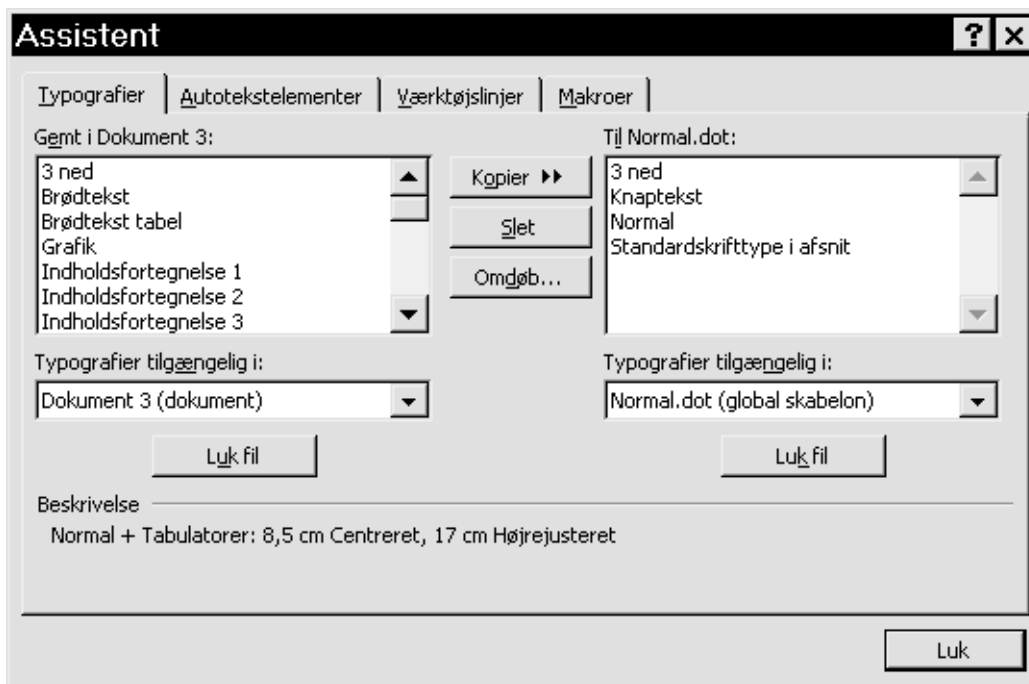 Assistent
Typografier Autotekstelementer Værktøjslinjer Makroer
Gemt i Dokument 3:
3 ned
Brødtekst
Brødtekst tabel
Grafik
Indholdsfortegnelse 1
Indholdsfortegnelse 2
Indholdsfortegnelse 3
Kopier
Slet
Omdøb...
Til Normal.dot:
3 ned
Knaptekst
Normal
Standardskrifttype i afsnit
Typografier tilgængelig i:
Dokument 3 (dokument)
Luk fil
Typografier tilgængelig i:
Normal.dot (global skabelon)
Luk fil
Beskrivelse
Normal + Tabulatorer: 8,5 cm Centreret, 17 cm Højrejusteret
Luk